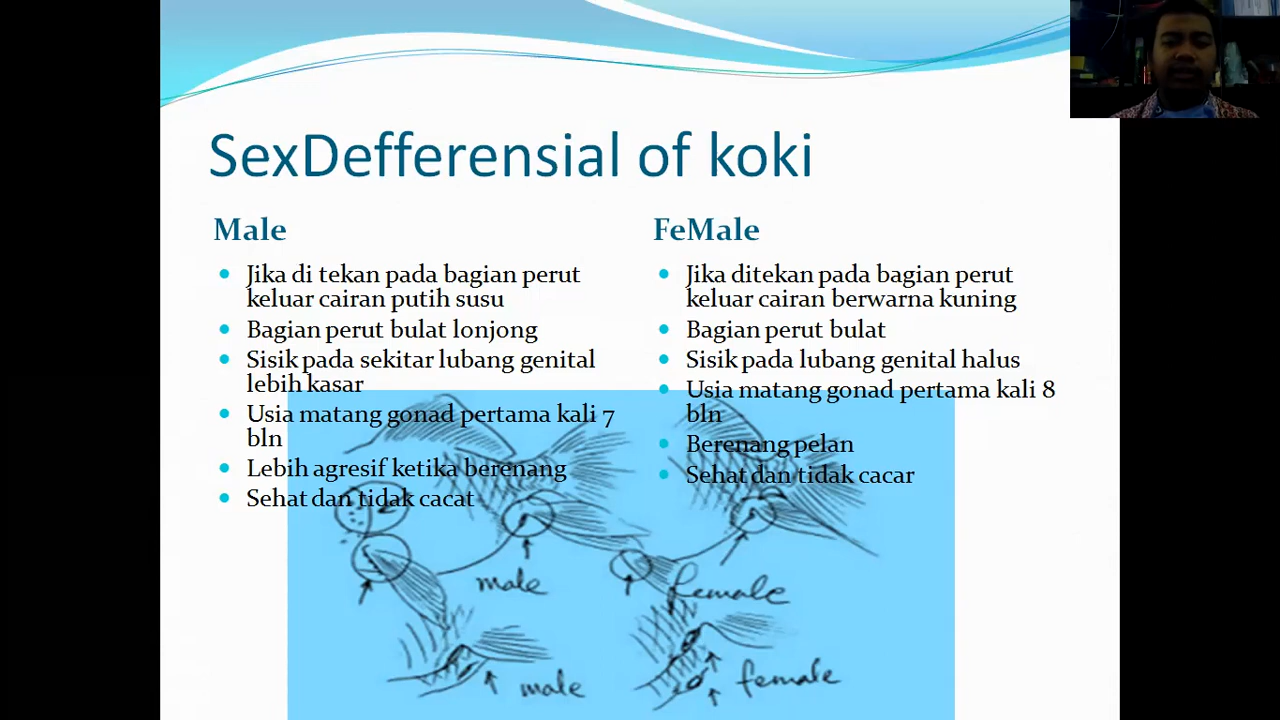 SexDefferensial of koki
Male
Jika di tekan pada bagian perut
keluar cairan putih susu
Bagian perut bulat lonjong
Sisik pada sekitar lubang genital
lebih kasar
Usia matang gonad pertama kali 7
bln
Lebih agresif ketika berenang
Sehat dan tidak cacat
FeMale
Jika ditekan pada bagian perut
keluar cairan berwarna kuning
Bagian perut bulat
Sisik pada lubang genital halus
Usia matang gonad pertama kali 8
bln
Berenang pelan
Sehat dan tidak cacar
male
female
male
female